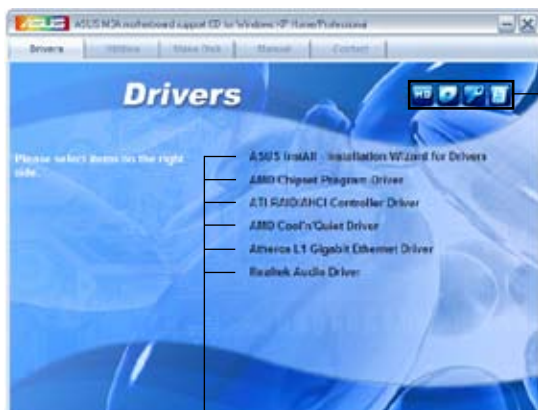 ASUS M3A motherboard support CD for Windows XP Home/Professional
Drivers Utilities Make Disk Manual Contact
Drivers
Please select items on the right
side.
ASUS InstAll - Installation Wizard for Drivers
AMD Chipset Program Driver
ATI RAID/AHCI Controller Driver
AMD Cool'n'Quiet Driver
Atheros L1 Gigabit Ethernet Driver
Realtek Audio Driver